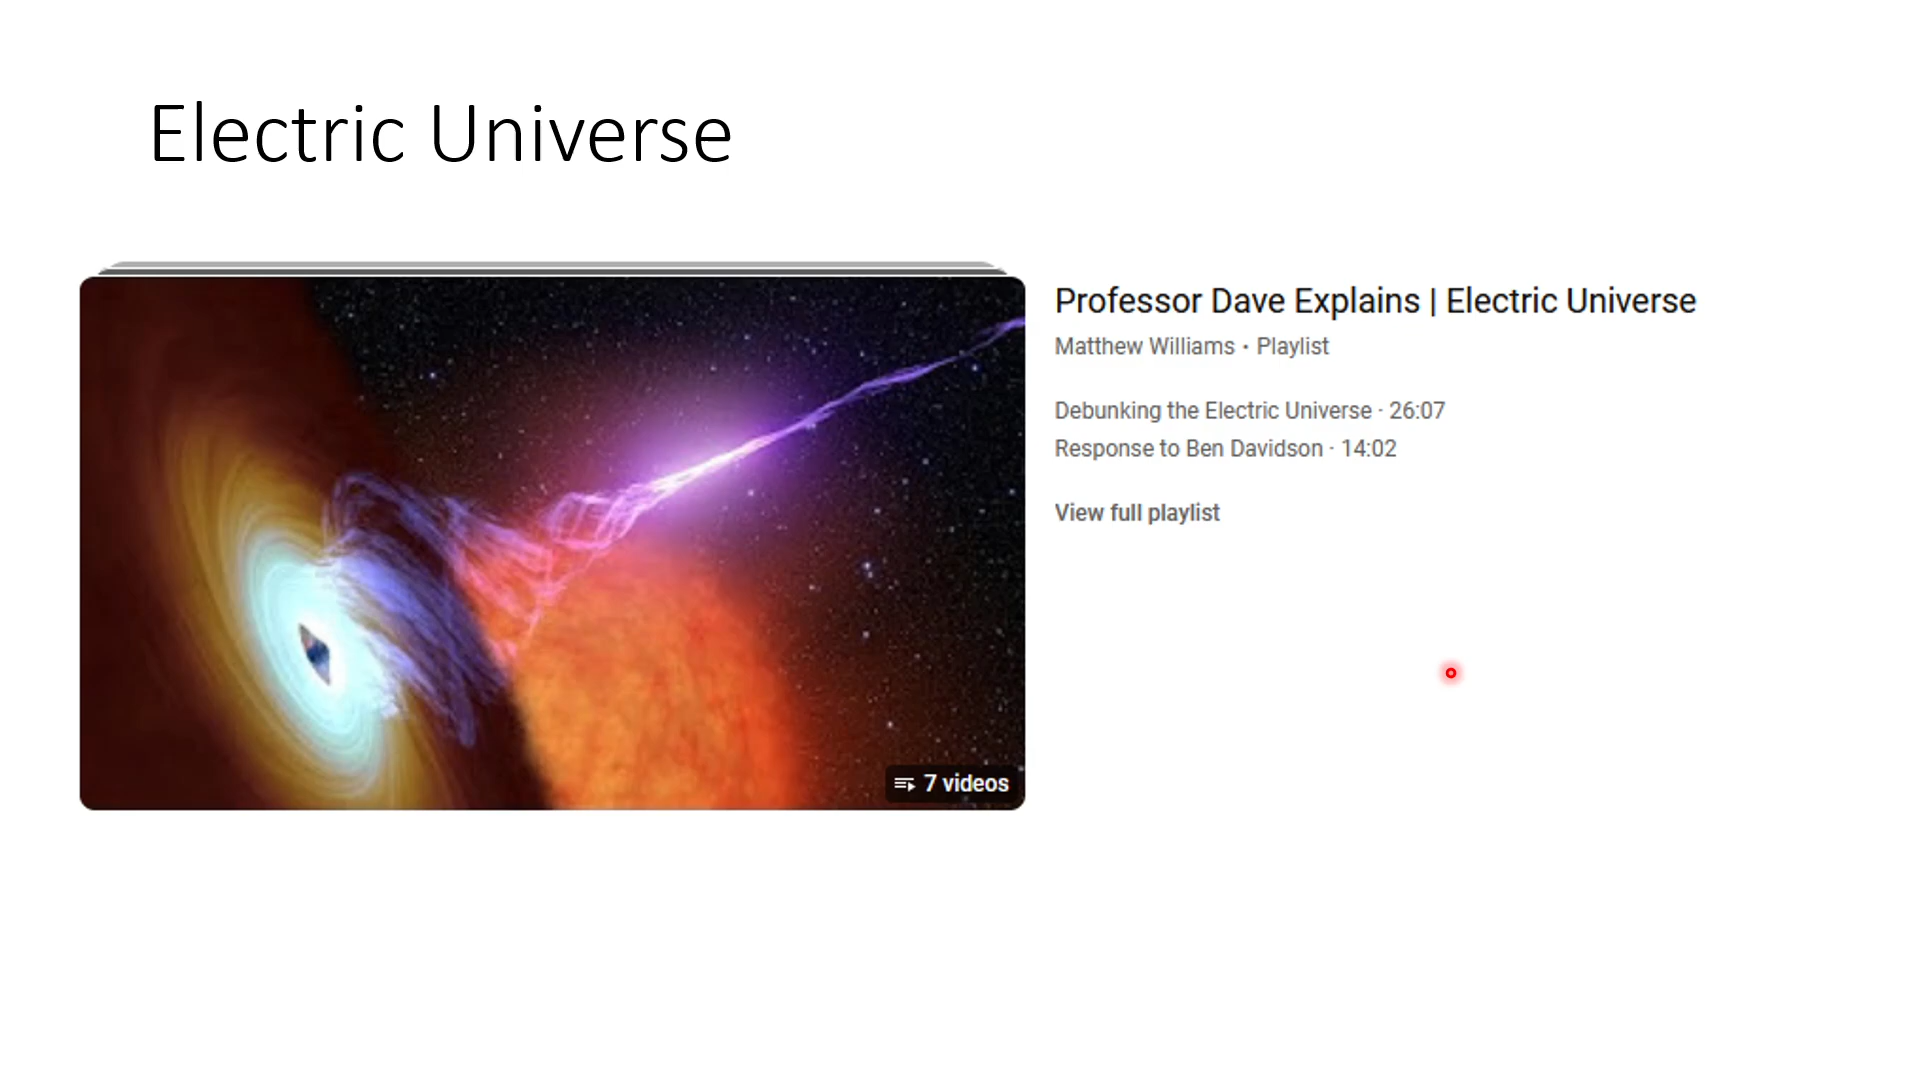 Electric Universe
Professor Dave Explains | Electric Universe
Matthew Williams • Playlist
Debunking the Electric Universe · 26:07
Response to Ben Davidson · 14:02
View full playlist
7 videos